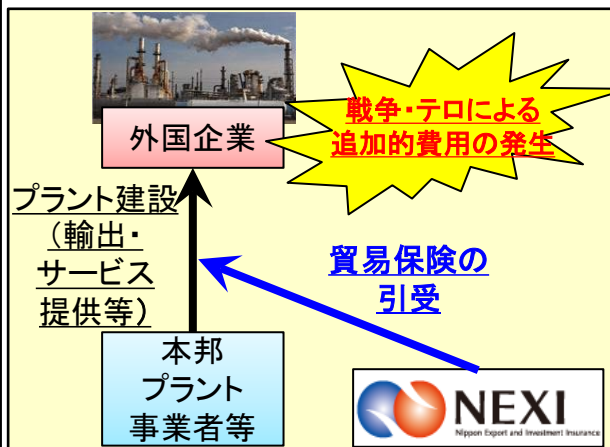 戦争・テロによる
追加的費用の発生
外国企業
プラント建設
（輸出・
サービス
提供等）
貿易保険の
引受
本邦
プラント
事業者等
NEXI
Nippon Export and Investment Insurance